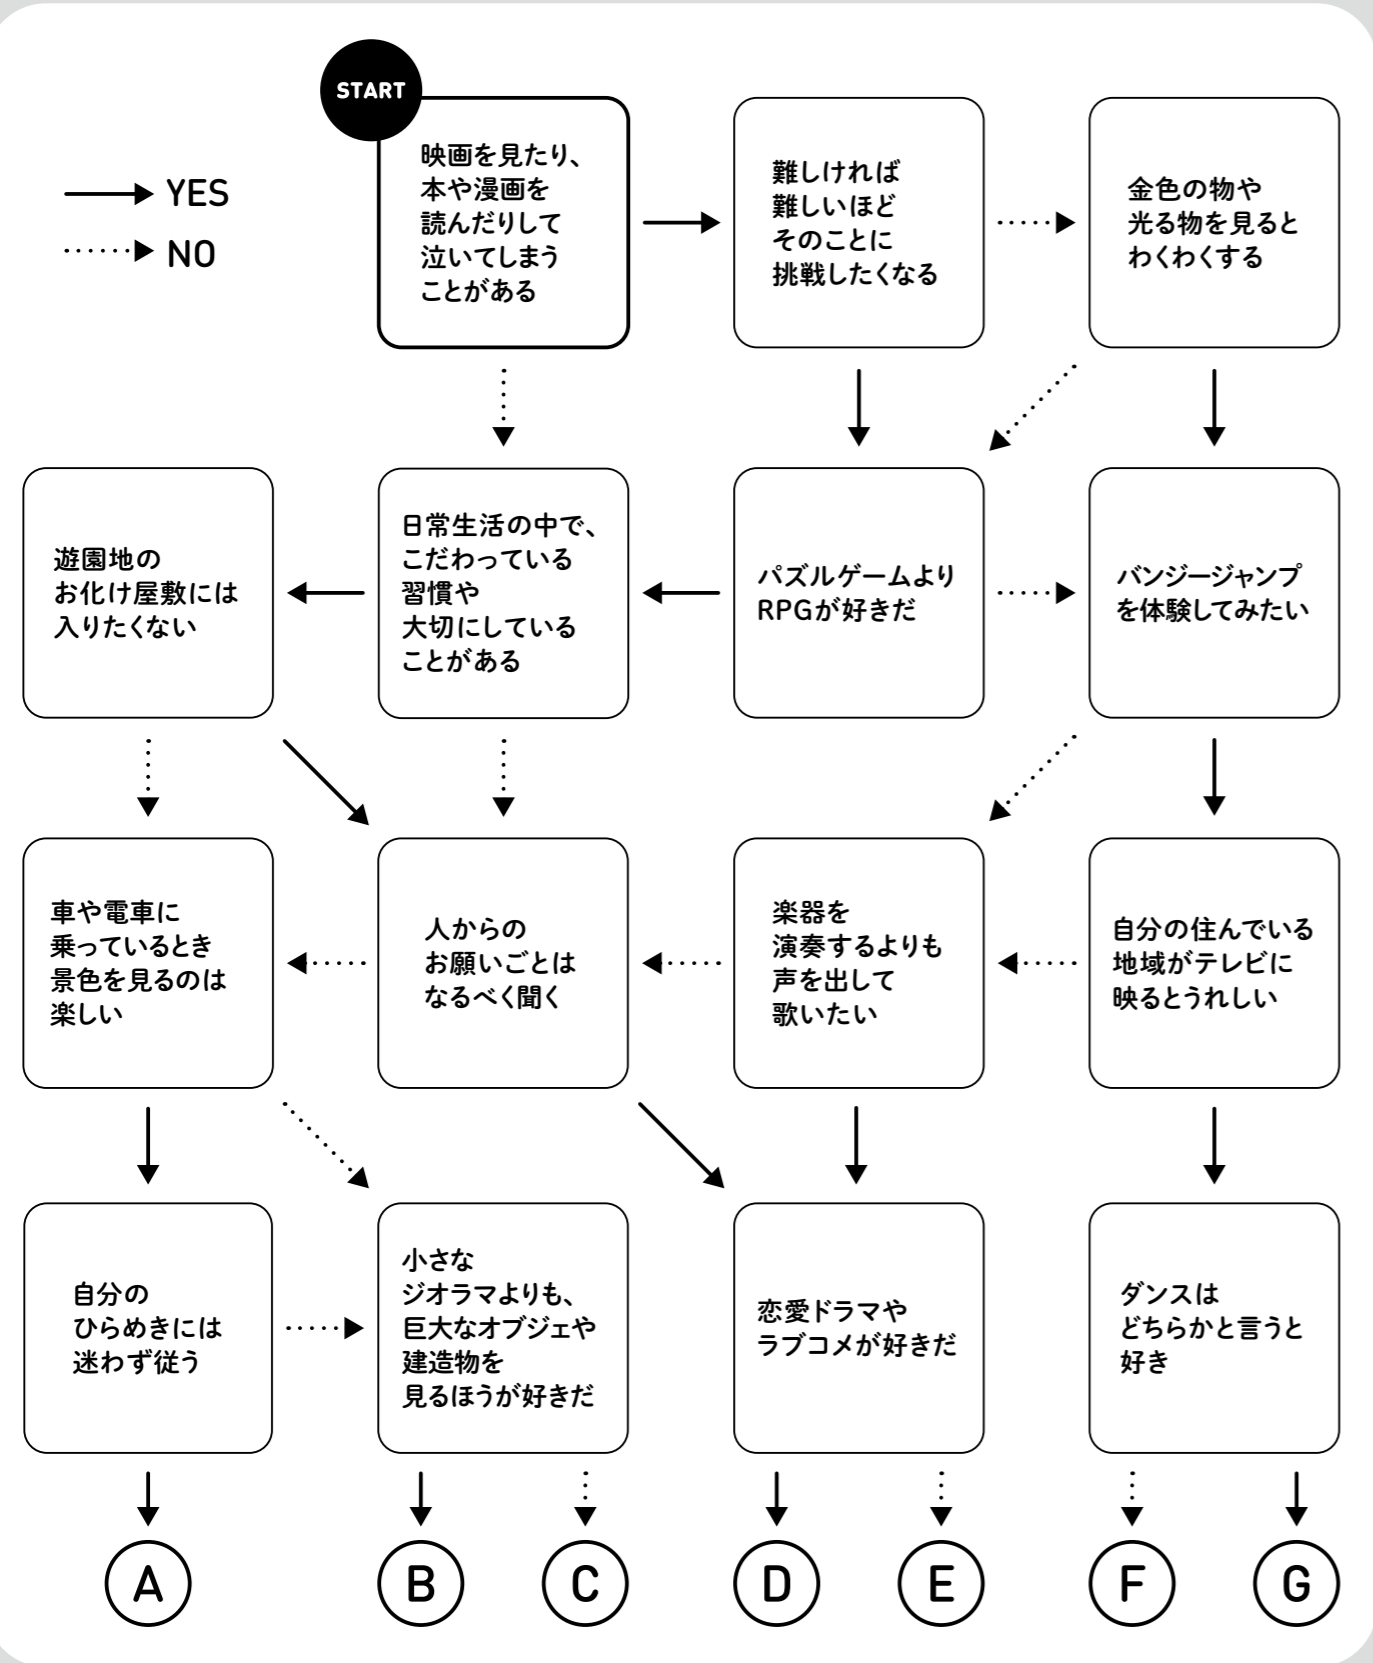 START
YES
NO
映画を見たり、
本や漫画を
読んだりして
泣いてしまう
ことがある
難しければ
難しいほど
そのことに
挑戦したくなる
金色の物や
光る物を見ると
わくわくする
遊園地の
お化け屋敷には
入りたくない
日常生活の中で、
こだわっている
習慣や
大切にしている
ことがある
パズルゲームより
RPGが好きだ
バンジージャンプ
を体験してみたい
車や電車に
乗っているとき
景色を見るのは
楽しい
人からの
お願いごとは
なるべく聞く
楽器を
演奏するよりも
声を出して
歌いたい
自分の住んでいる
地域がテレビに
映るとうれしい
自分の
ひらめきには
迷わず従う
小さな
ジオラマよりも、
巨大なオブジェや
建造物を
見るほうが好きだ
恋愛ドラマや
ラブコメが好きだ
ダンスは
どちらかと言うと
好き
A
B
C
D
E
F
G